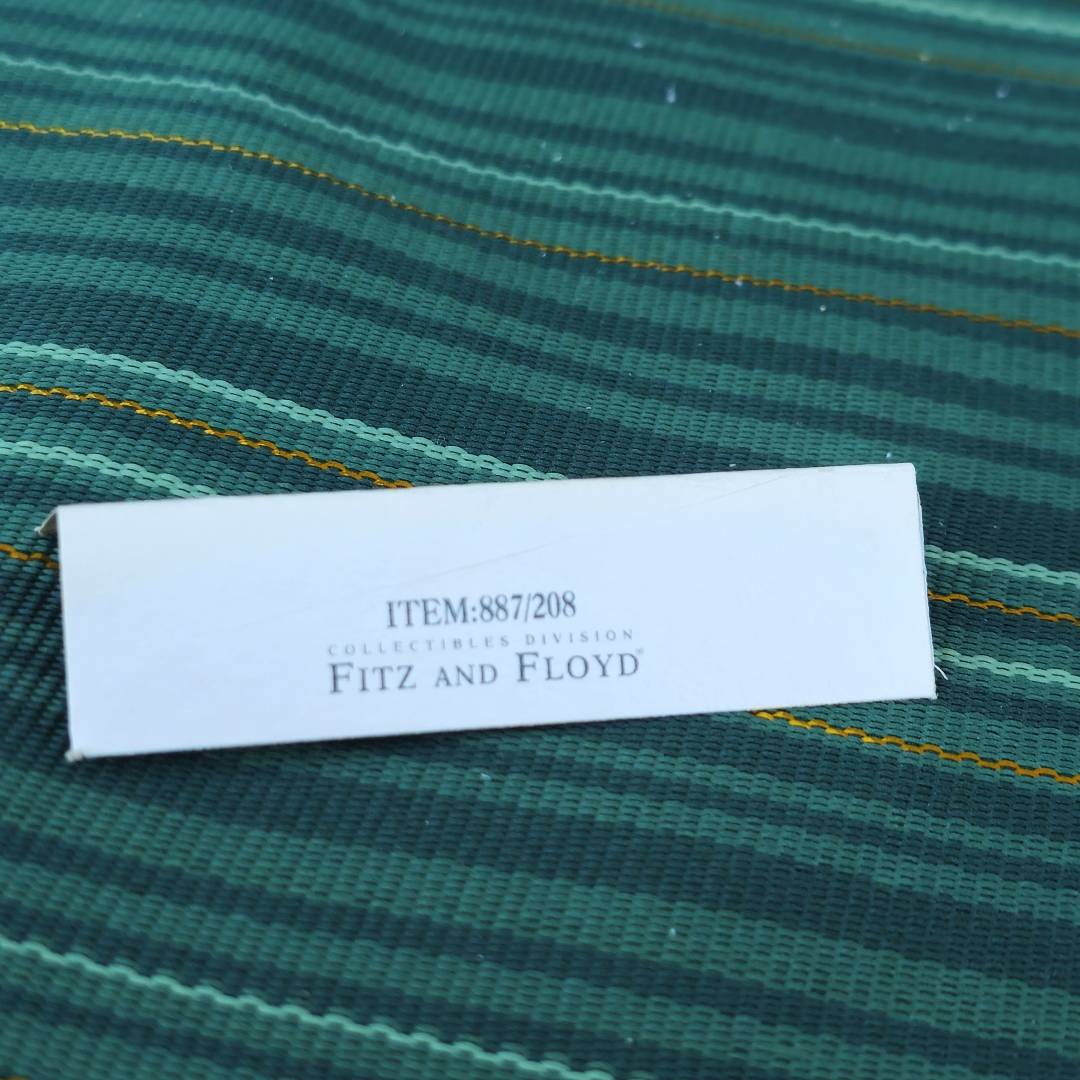 ITEM:887/208
COLLECTIBLES DIVISION
FITZ AND FLOYD®